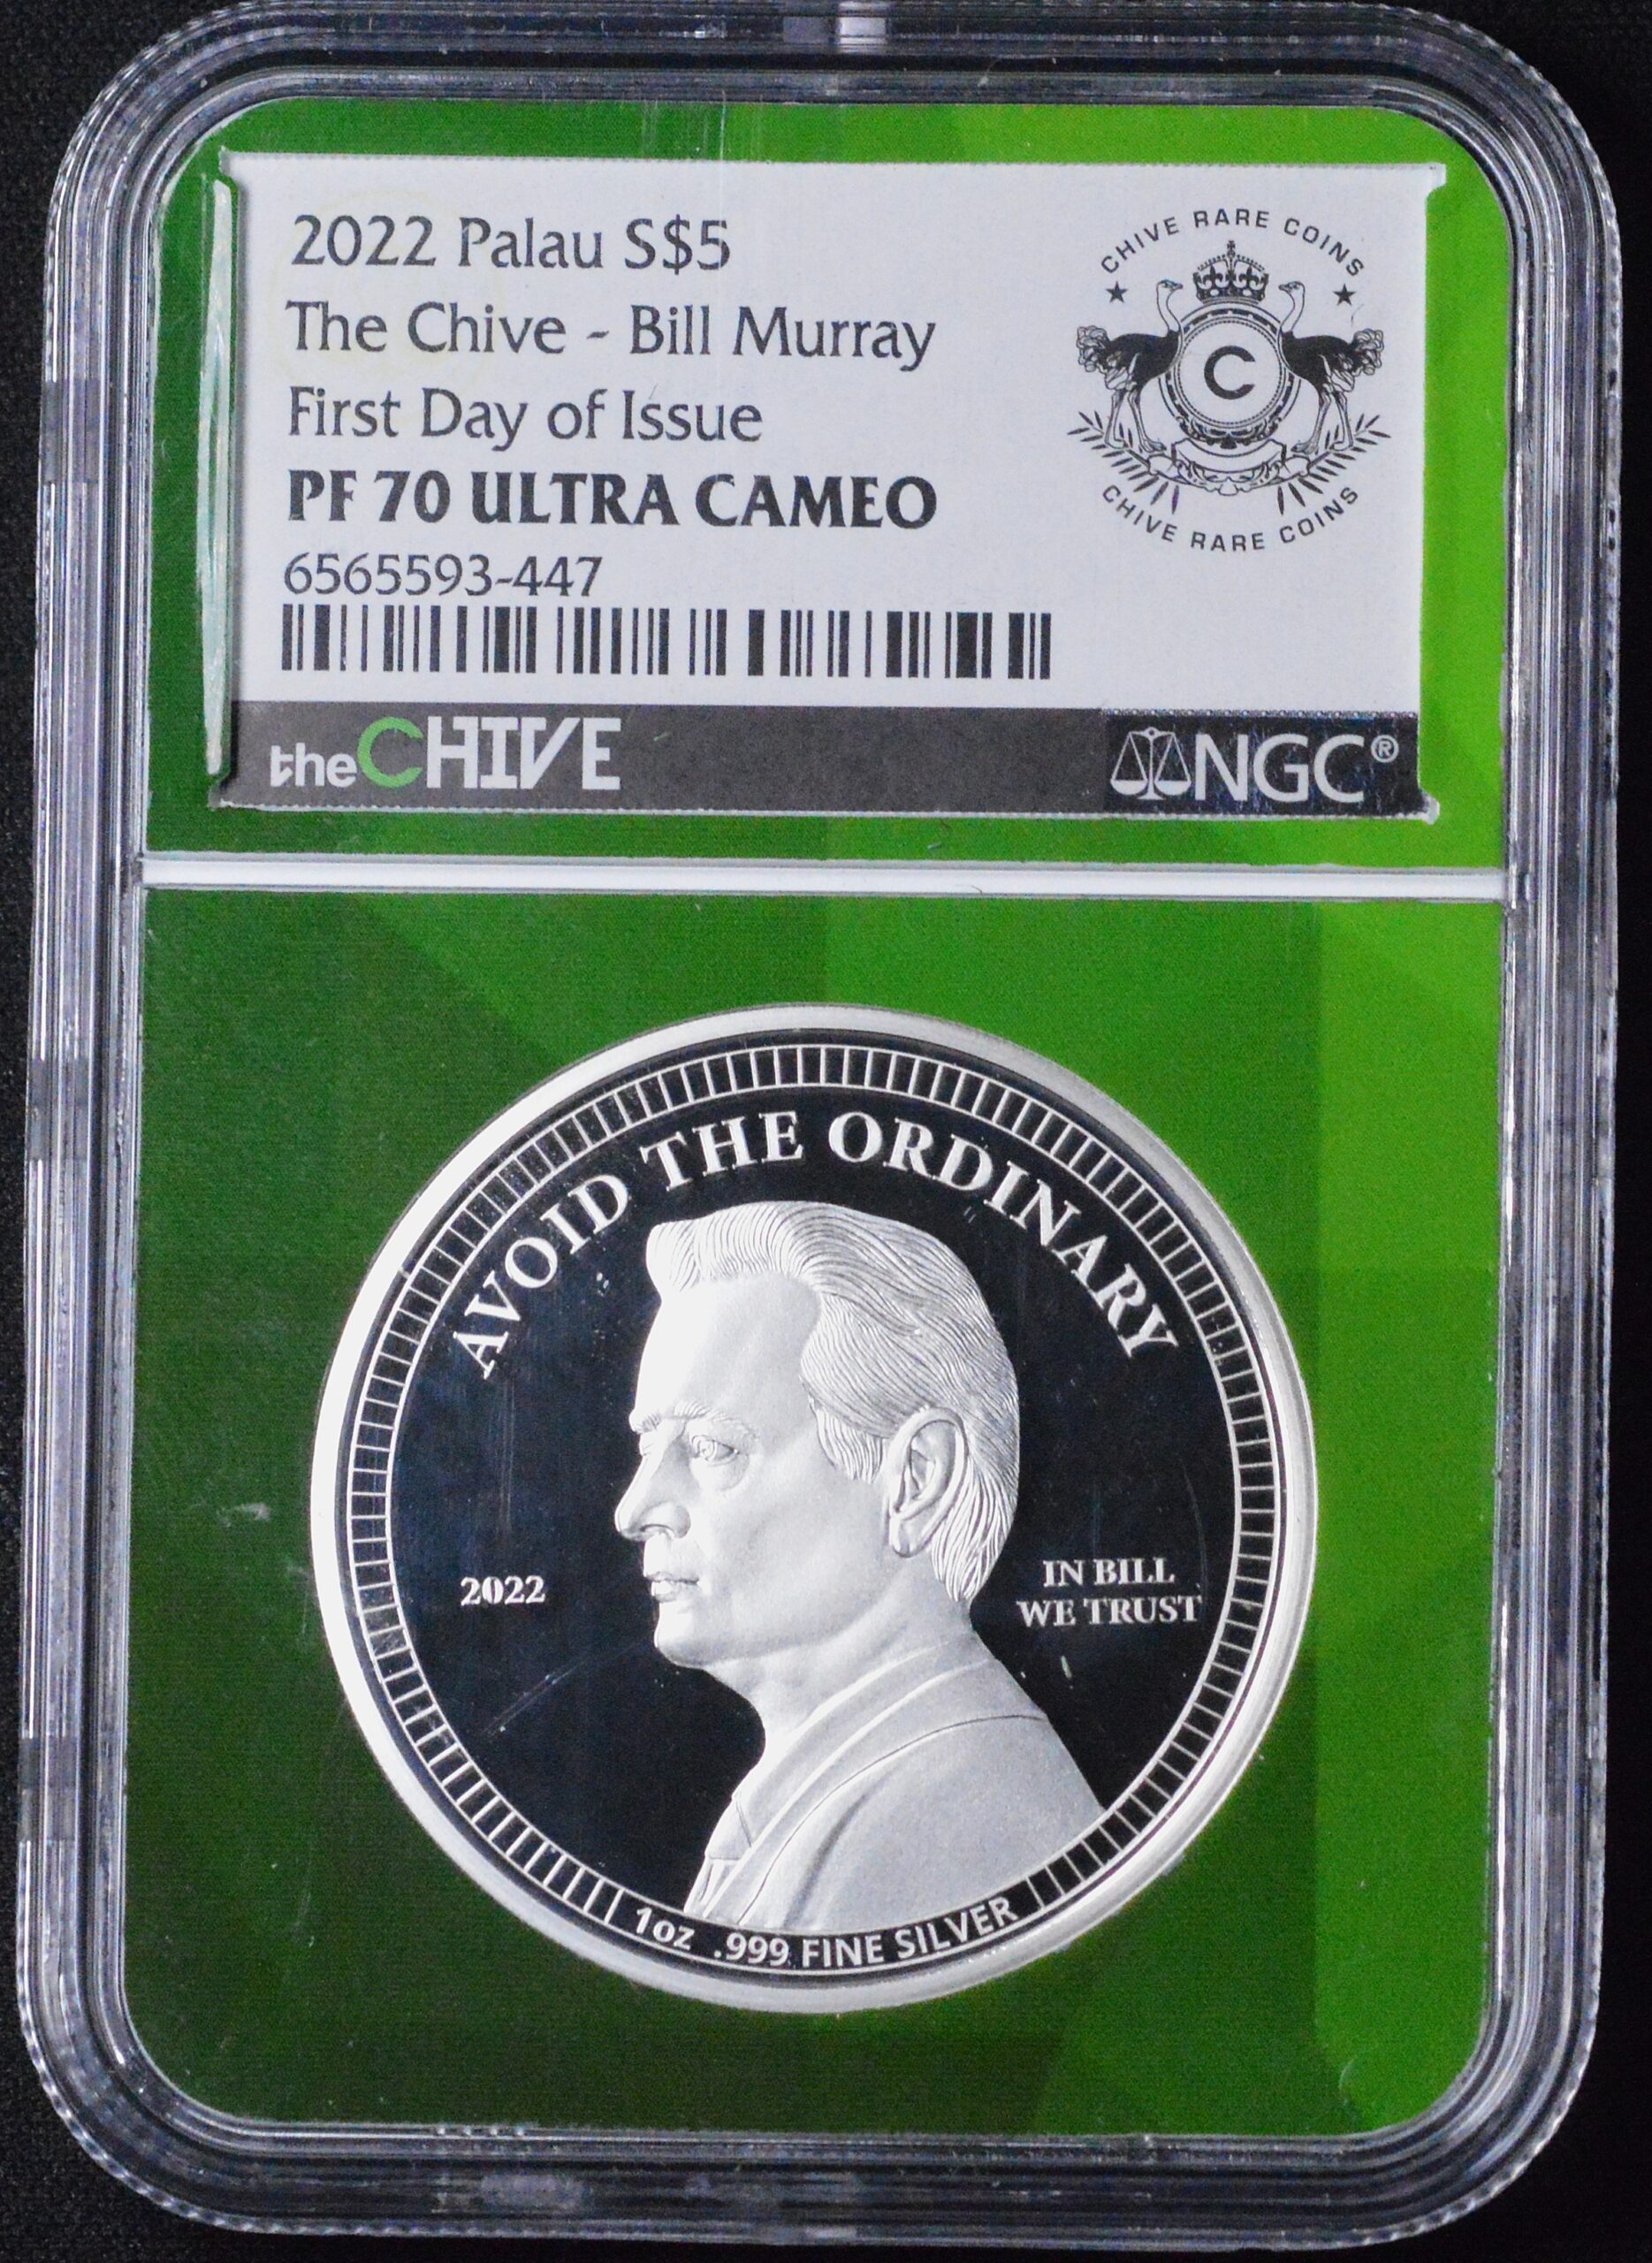 2022 Palau S$5
The Chive - Bill Murray
First Day of Issue
PF 70 ULTRA CAMEO
6565593-447
CHIVE RARE COINS
C
CHIVE RARE COINS
theCHIVE
NGC®
AVOID THE ORDINARY
2022
IN BILL
WE TRUST
1oz .999 FINE SILVER